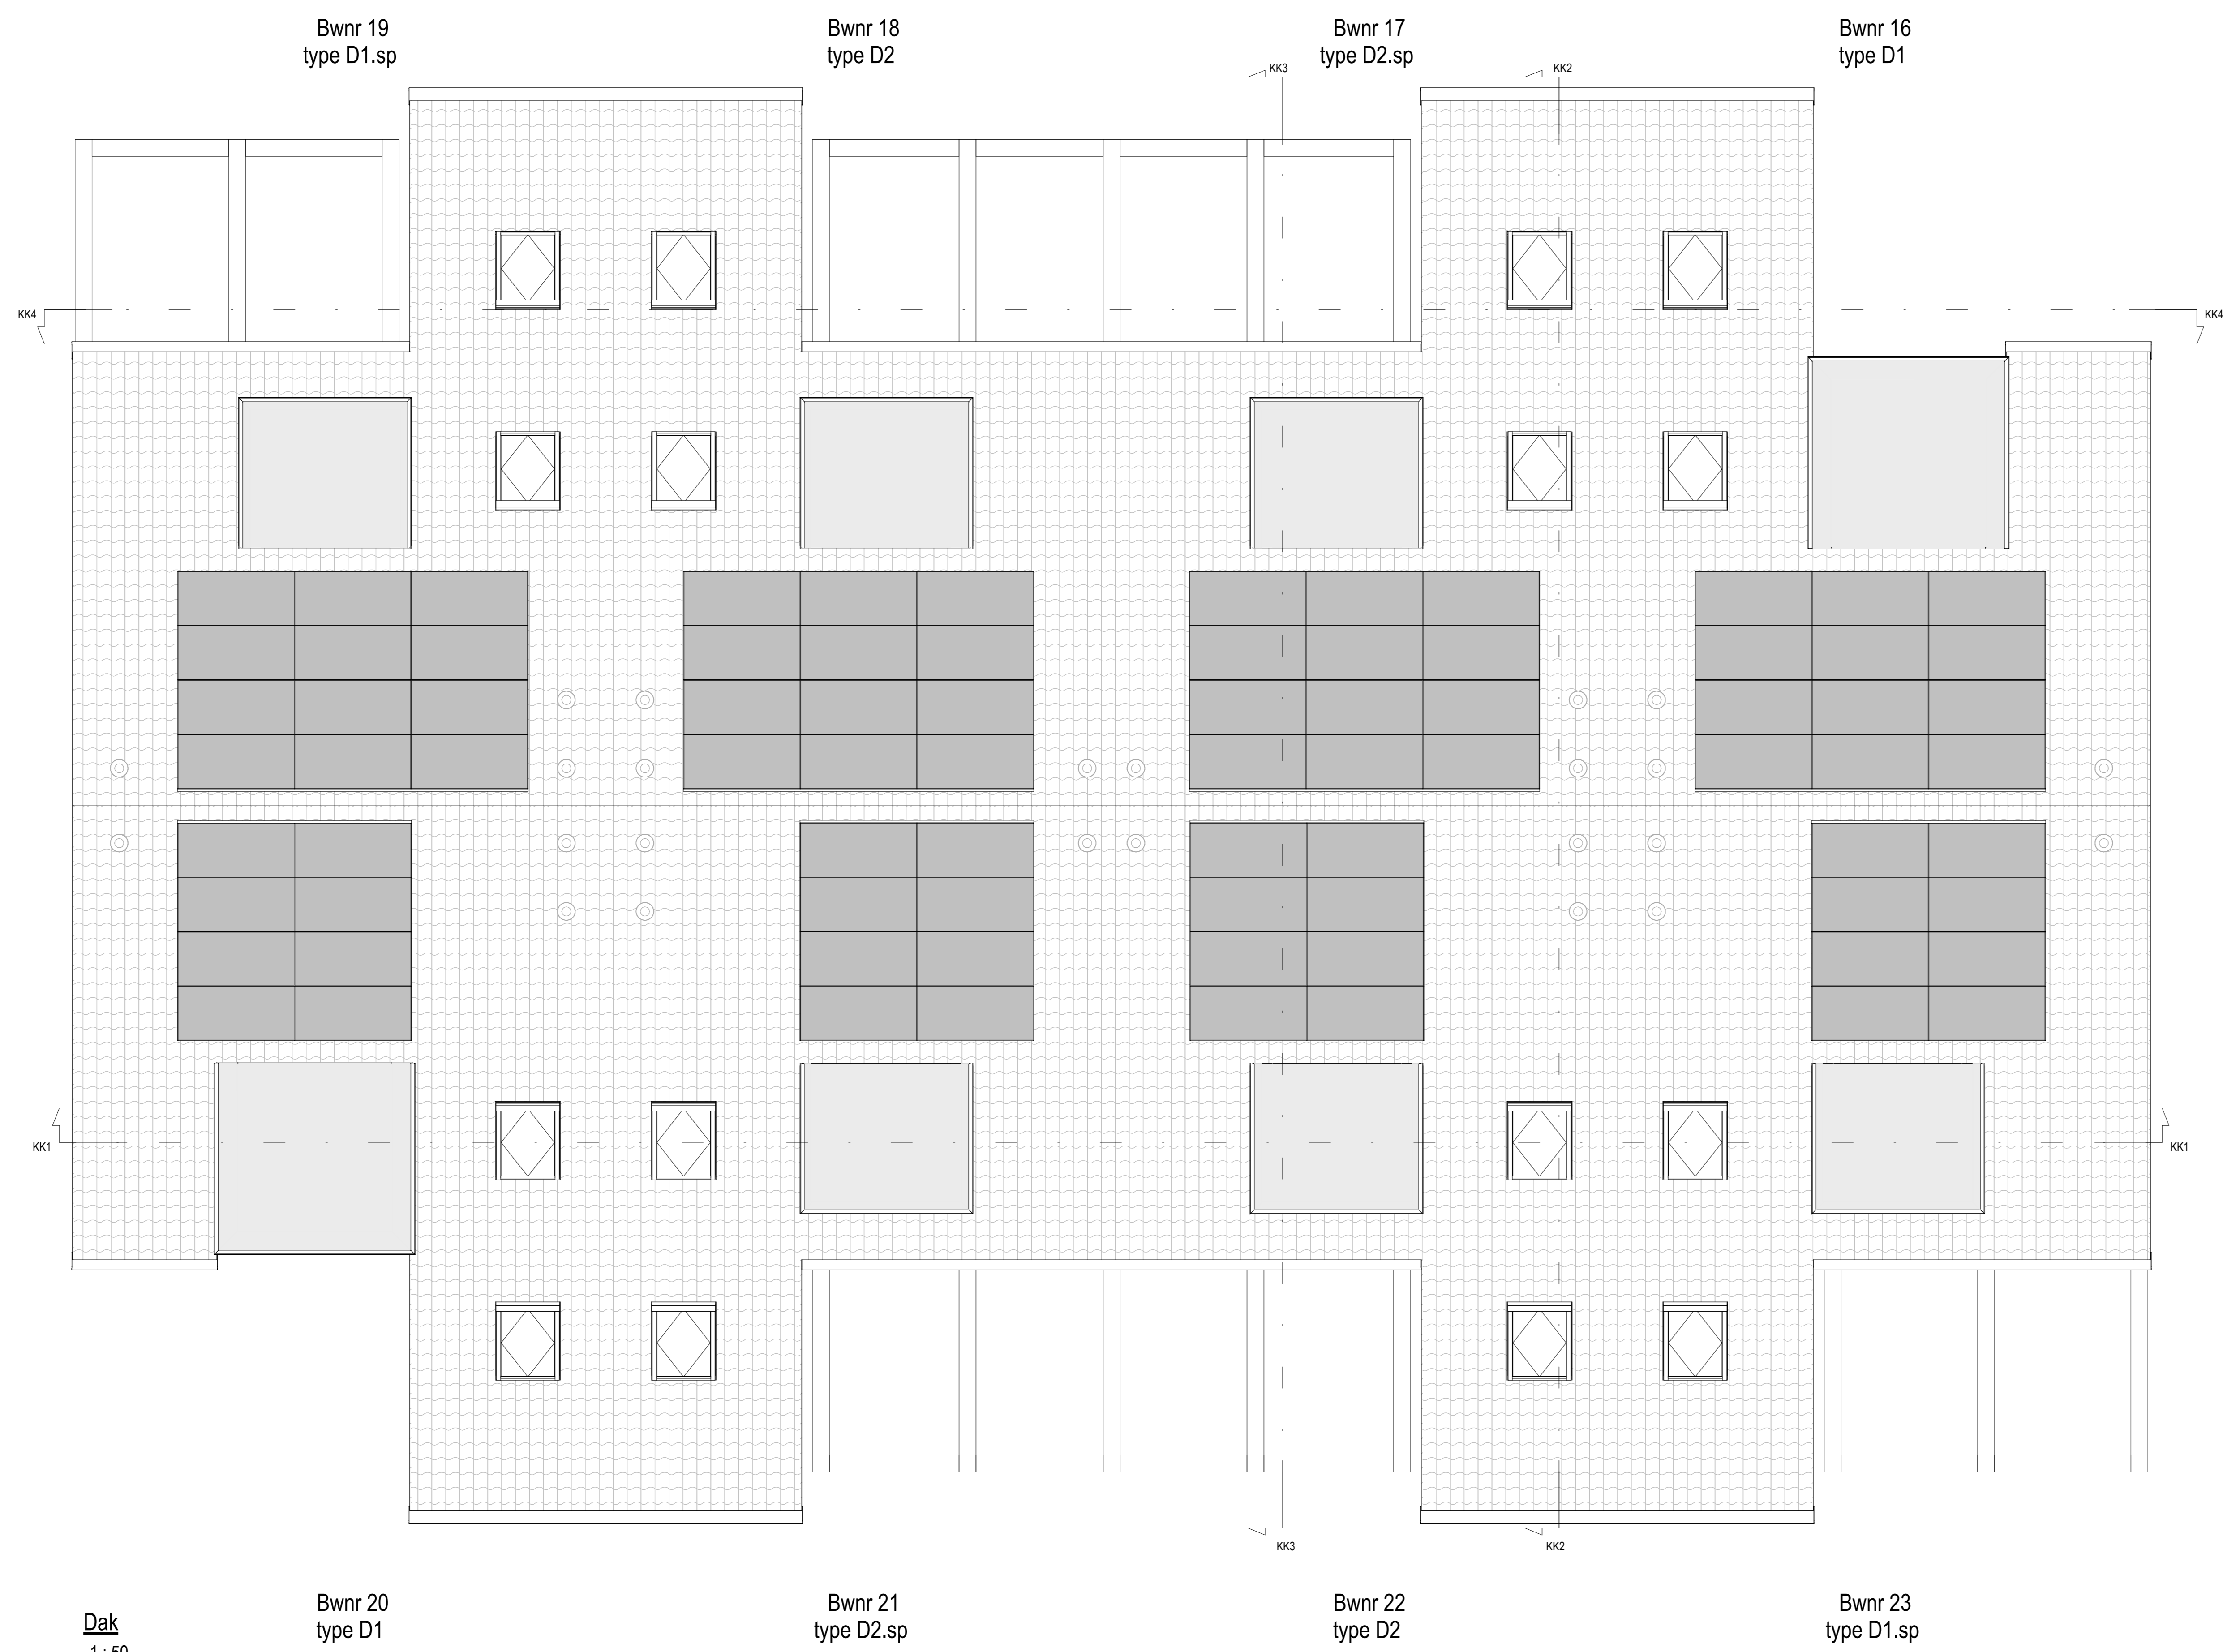 Bwnr 19
type D1.sp
Bwnr 18
type D2
Bwnr 17
type D2.sp
Bwnr 16
type D1
KK3
KK2
KK4
KK4
KK1
KK1
KK3
KK2
Bwnr 20
type D1
Bwnr 21
type D2.sp
Bwnr 22
type D2
Bwnr 23
type D1.sp
Dak
1 : 50